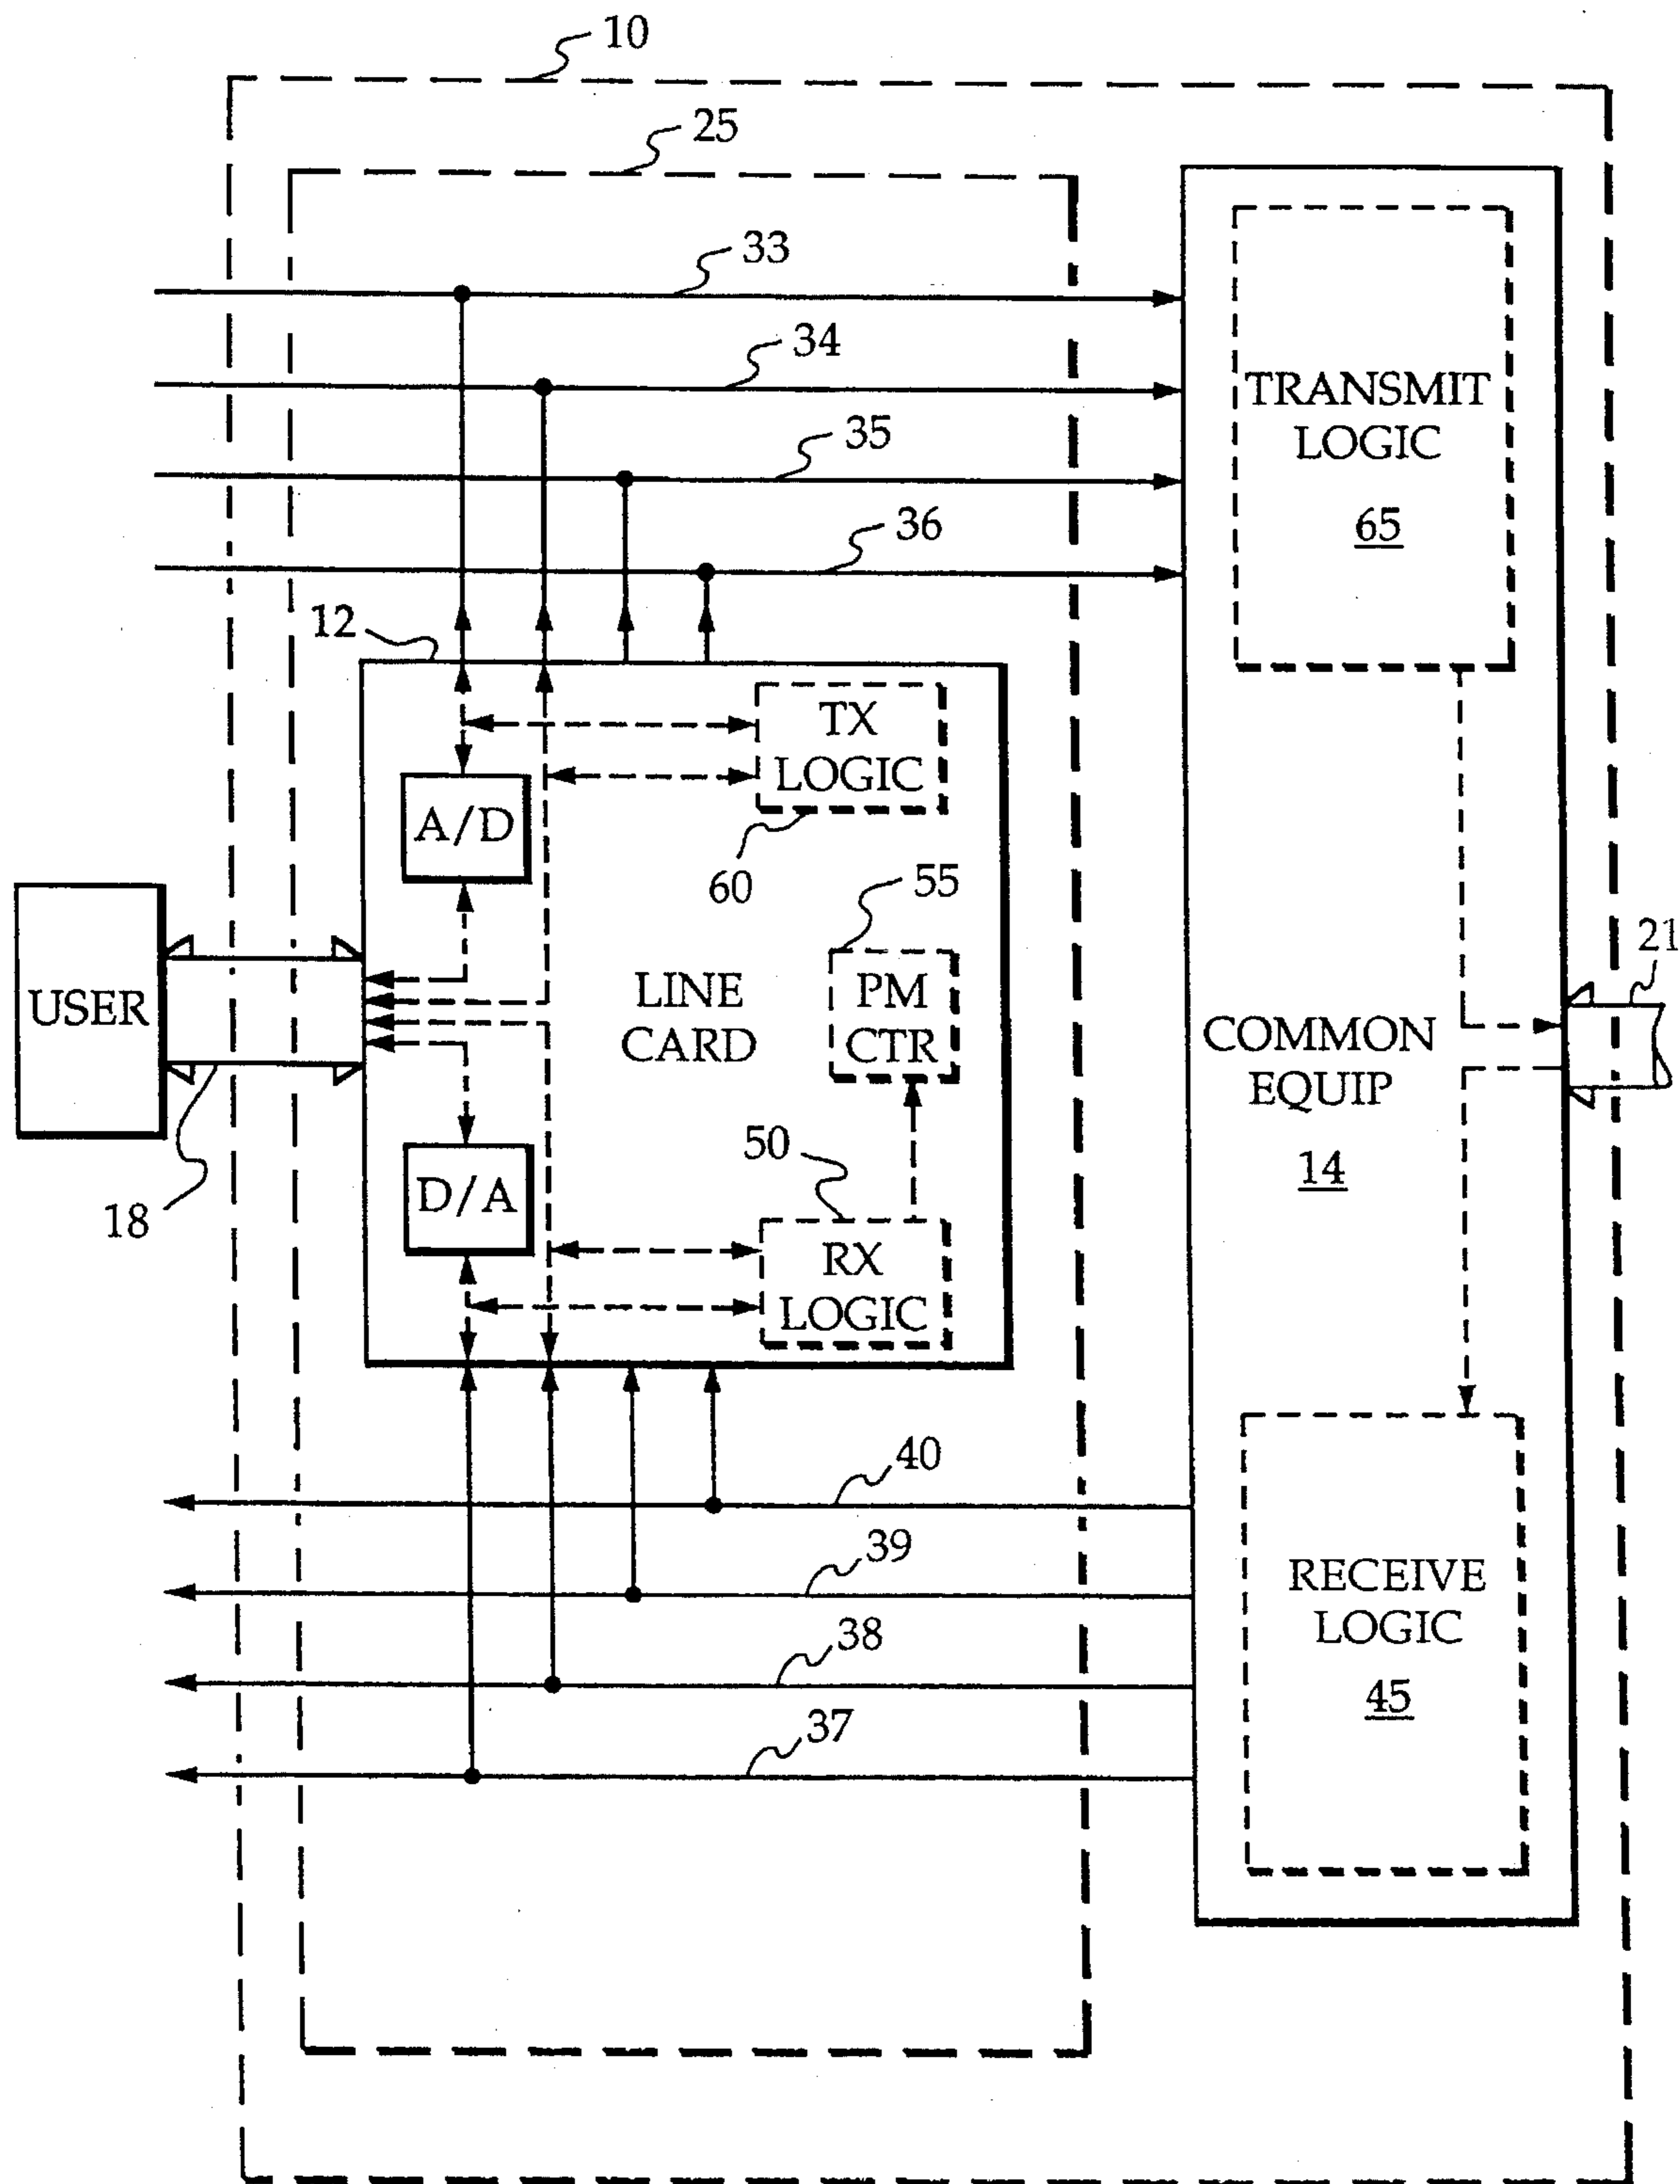 10
25
33
34
35
36
TRANSMIT
LOGIC
65
12
TX
LOGIC
60
A/D
55
PM
CTR
LINE
CARD
USER
18
COMMON
EQUIP
14
21
D/A
50
RX
LOGIC
40
39
38
37
RECEIVE
LOGIC
45